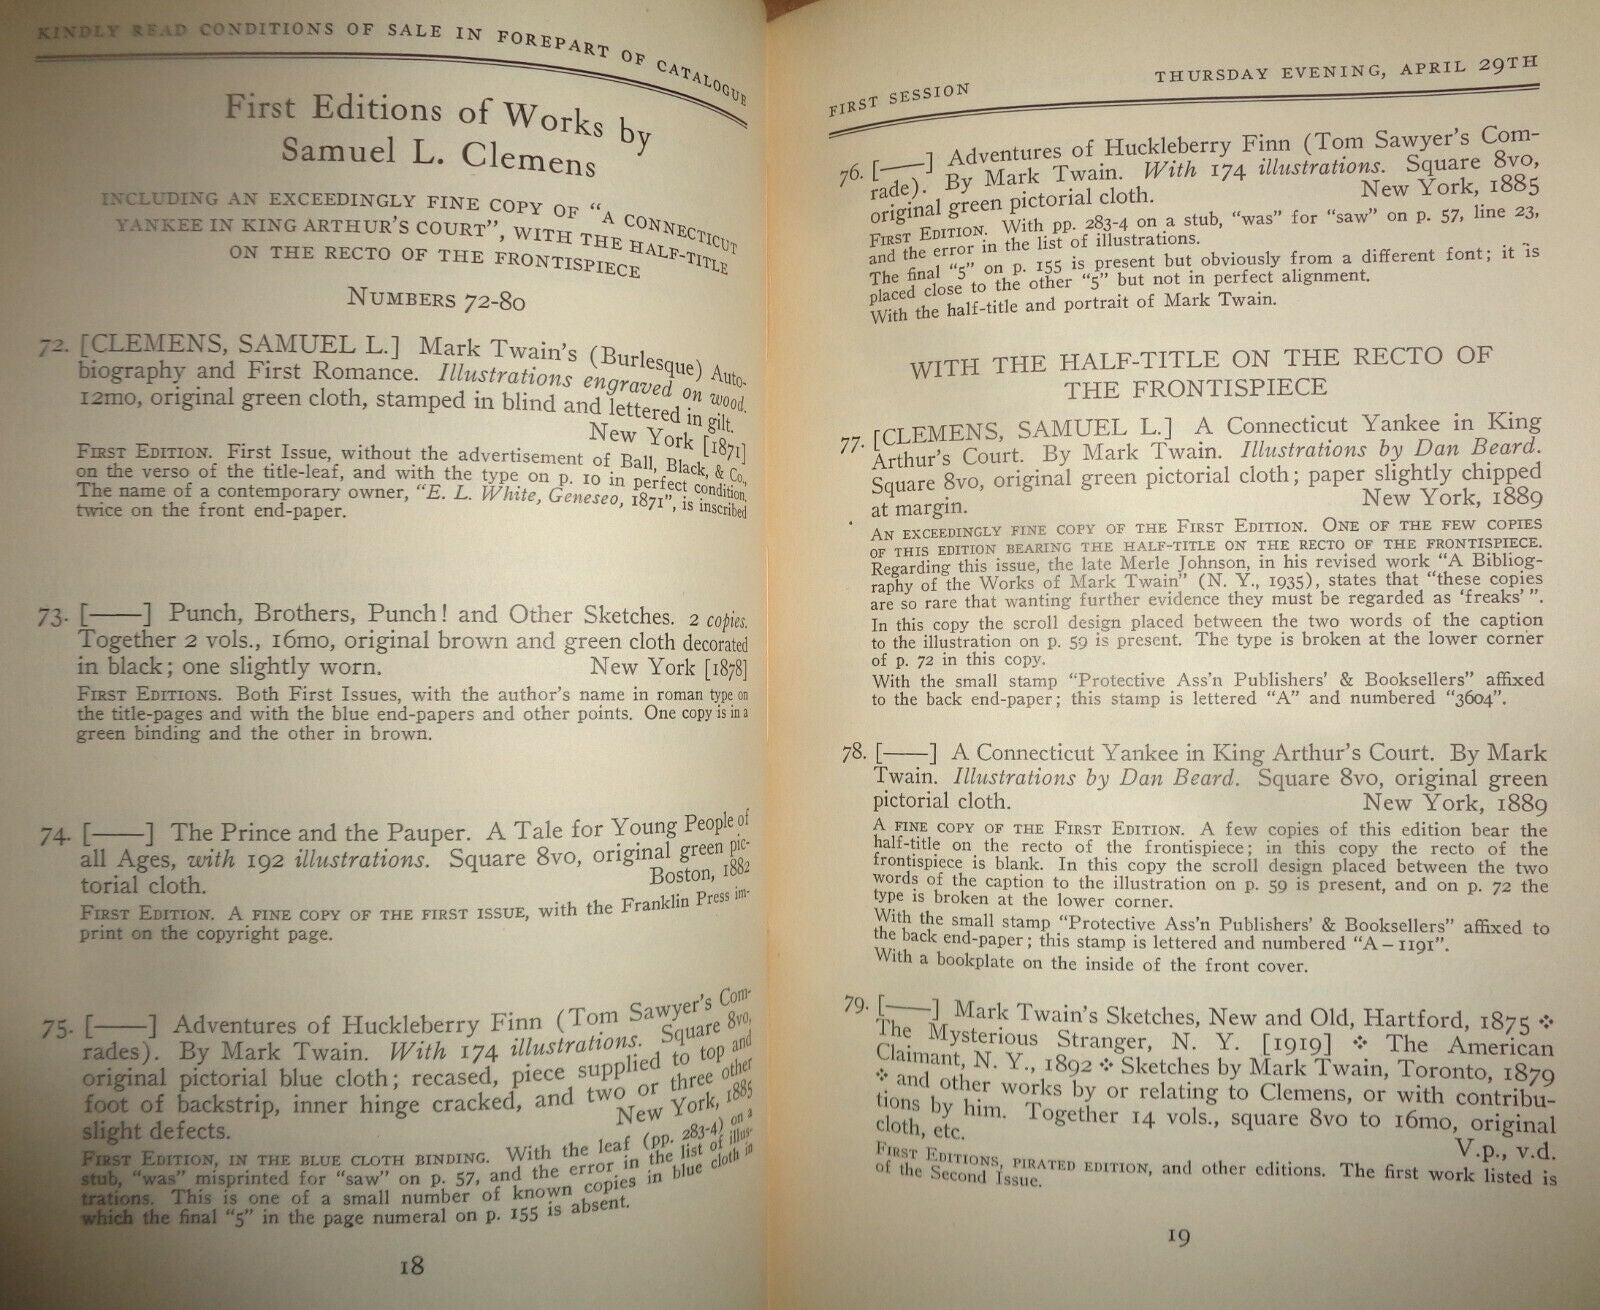 KINDLY READ CONDITIONS OF SALE IN FOREPART OF CATALOGUE
First Editions of Works by
Samuel L. Clemens
INCLUDING AN EXCEEDINGLY FINE COPY OF "A CONNECTICUT
YANKEE IN KING ARTHUR'S COURT", WITH THE HALF-TITLE
ON THE RECTO OF THE FRONTISPIECE
NUMBERS 72-80
72. [CLEMENS, SAMUEL L.] Mark Twain's (Burlesque) Auto-
biography and First Romance. Illustrations engraved on wood.
12mo, original green cloth, stamped in blind and lettered in gilt.
New York [1871]
FIRST EDITION. First Issue, without the advertisement of Ball, Black, & Co.,
on the verso of the title-leaf, and with the type on p. 10 in perfect condition.
The name of a contemporary owner, "E. L. White, Geneseo, 1871", is inscribed
twice on the front end-paper.
73. [——] Punch, Brothers, Punch! and Other Sketches. 2 copies.
Together 2 vols., 16mo, original brown and green cloth decorated
in black; one slightly worn. New York [1878]
FIRST EDITIONS. Both First Issues, with the author's name in roman type on
the title-pages and with the blue end-papers and other points. One copy is in a
green binding and the other in brown.
74. [——] The Prince and the Pauper. A Tale for Young People of
all Ages, with 192 illustrations. Square 8vo, original green pic-
torial cloth. Boston, 1882
FIRST EDITION. A FINE COPY OF THE FIRST ISSUE, with the Franklin Press im-
print on the copyright page.
75. [——] Adventures of Huckleberry Finn (Tom Sawyer's Com-
rades). By Mark Twain. With 174 illustrations. Square 8vo,
original pictorial blue cloth; recased, piece supplied to top and
foot of backstrip, inner hinge cracked, and two or three other
slight defects. New York, 1885
FIRST EDITION, IN THE BLUE CLOTH BINDING. With the leaf (pp. 283-4) on a
stub, "was" misprinted for "saw" on p. 57, and the error in the list of illus-
trations. This is one of a small number of known copies in blue cloth in
which the final "5" in the page numeral on p. 155 is absent.
18
FIRST SESSION THURSDAY EVENING, APRIL 29TH
76. [——] Adventures of Huckleberry Finn (Tom Sawyer's Com-
rade). By Mark Twain. With 174 illustrations. Square 8vo,
original green pictorial cloth. New York, 1885
FIRST EDITION. With pp. 283-4 on a stub, "was" for "saw" on p. 57, line 23,
and the error in the list of illustrations.
The final "5" on p. 155 is present but obviously from a different font; it is
placed close to the other "5" but not in perfect alignment.
With the half-title and portrait of Mark Twain.
WITH THE HALF-TITLE ON THE RECTO OF
THE FRONTISPIECE
77. [CLEMENS, SAMUEL L.] A Connecticut Yankee in King
Arthur's Court. By Mark Twain. Illustrations by Dan Beard.
Square 8vo, original green pictorial cloth; paper slightly chipped
at margin. New York, 1889
AN EXCEEDINGLY FINE COPY OF THE FIRST EDITION. ONE OF THE FEW COPIES
OF THIS EDITION BEARING THE HALF-TITLE ON THE RECTO OF THE FRONTISPIECE.
Regarding this issue, the late Merle Johnson, in his revised work "A Bibliog-
raphy of the Works of Mark Twain" (N. Y., 1935), states that "these copies
are so rare that wanting further evidence they must be regarded as 'freaks' ".
In this copy the scroll design placed between the two words of the caption
to the illustration on p. 59 is present. The type is broken at the lower corner
of p. 72 in this copy.
With the small stamp "Protective Ass'n Publishers' & Booksellers" affixed
to the back end-paper; this stamp is lettered "A" and numbered "3604".
78. [——] A Connecticut Yankee in King Arthur's Court. By Mark
Twain. Illustrations by Dan Beard. Square 8vo, original green
pictorial cloth. New York, 1889
A FINE COPY OF THE FIRST EDITION. A few copies of this edition bear the
half-title on the recto of the frontispiece; in this copy the recto of the
frontispiece is blank. In this copy the scroll design placed between the two
words of the caption to the illustration on p. 59 is present, and on p. 72 the
type is broken at the lower corner.
With the small stamp "Protective Ass'n Publishers' & Booksellers" affixed to
the back end-paper; this stamp is lettered and numbered "A – 1191".
With a bookplate on the inside of the front cover.
79. [——] Mark Twain's Sketches, New and Old, Hartford, 1875 ❖
The Mysterious Stranger, N. Y. [1919] ❖ The American
Claimant, N. Y., 1892 ❖ Sketches by Mark Twain, Toronto, 1879
❖ and other works by or relating to Clemens, or with contribu-
tions by him. Together 14 vols., square 8vo to 16mo, original
cloth, etc. V.p., v.d.
FIRST EDITIONS, PIRATED EDITION, and other editions. The first work listed is
of the Second Issue.
19